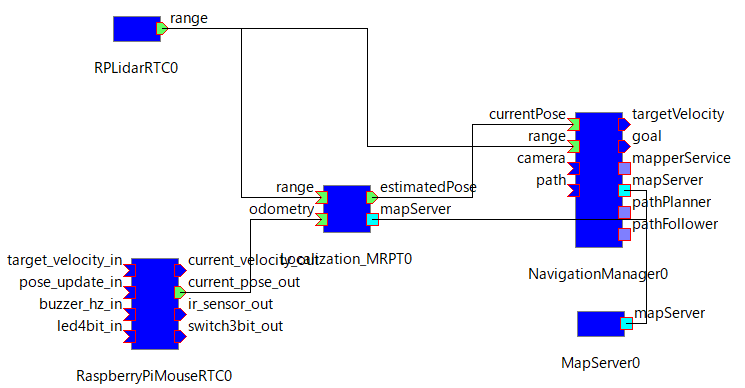 range
RPLidarRTC0
currentPose
range
camera
path
targetVelocity
goal
mapperService
mapServer
pathPlanner
pathFollower
NavigationManager0
range
odometry
estimatedPose
mapServer
Localization_MRPT0
target_velocity_in
pose_update_in
buzzer_hz_in
led4bit_in
current_velocity_out
current_pose_out
ir_sensor_out
switch3bit_out
RaspberryPiMouseRTC0
mapServer
MapServer0